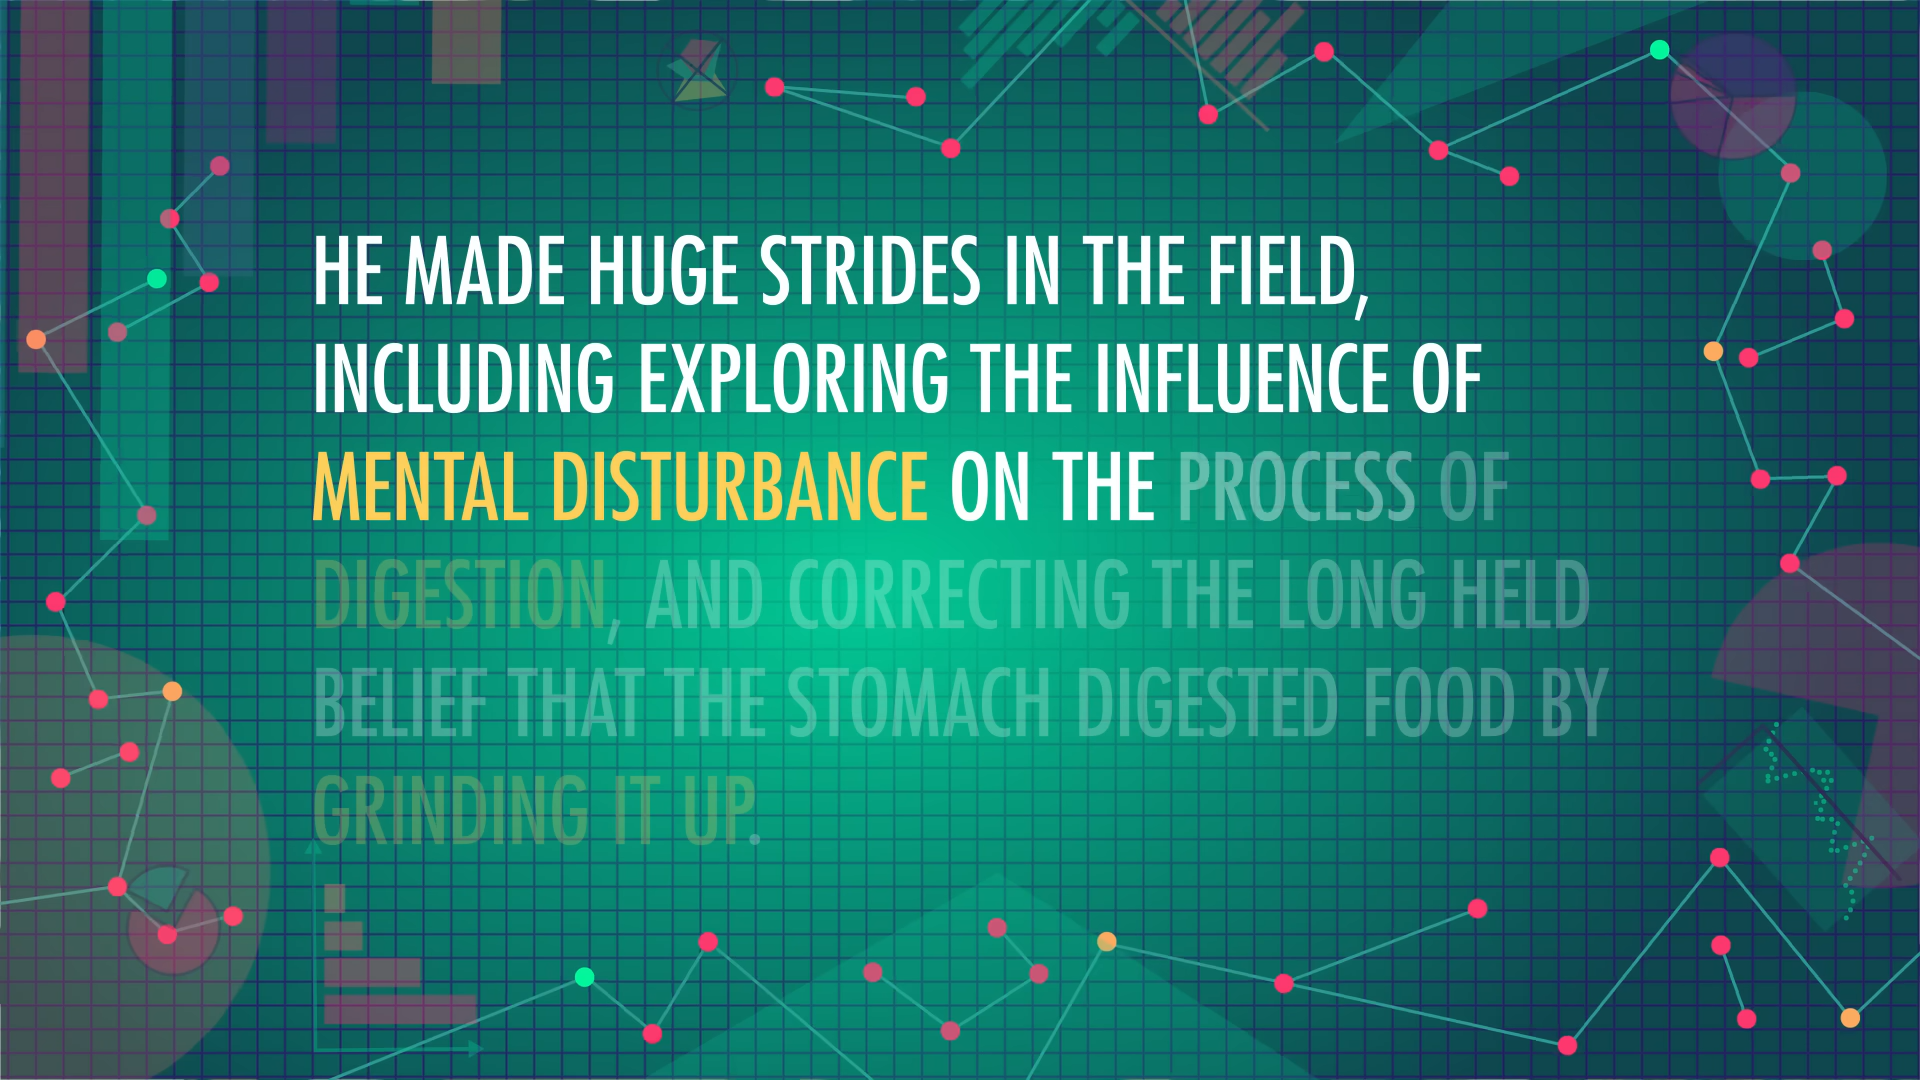 HE MADE HUGE STRIDES IN THE FIELD,
INCLUDING EXPLORING THE INFLUENCE OF
MENTAL DISTURBANCE ON THE PROCESS OF
DIGESTION, AND CORRECTING THE LONG HELD
BELIEF THAT THE STOMACH DIGESTED FOOD BY
GRINDING IT UP.